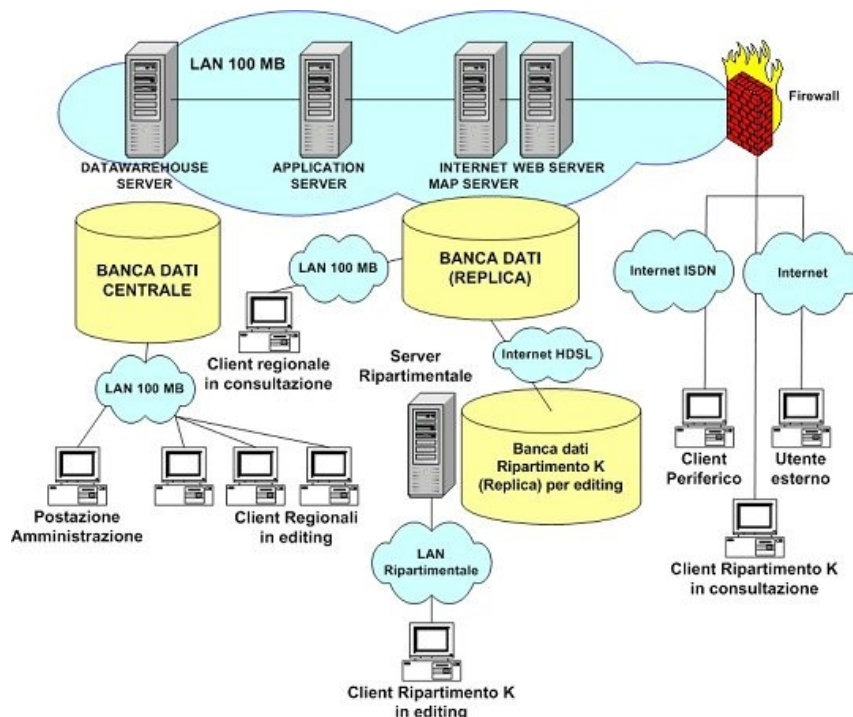 LAN 100 MB
Firewall
DATAWAREHOUSE
SERVER
APPLICATION
SERVER
INTERNET
MAP SERVER
WEB SERVER
BANCA DATI
CENTRALE
LAN 100 MB
BANCA DATI
(REPLICA)
Internet ISDN
Internet
Client regionale
in consultazione
Server
Ripartimentale
Internet HDSL
LAN 100 MB
Banca dati
Ripartimento K
(Replica) per editing
Client
Periferico
Utente
esterno
Postazione
Amministrazione
Client Regionali
in editing
LAN
Ripartimentale
Client Ripartimento K
in consultazione
Client Ripartimento K
in editing